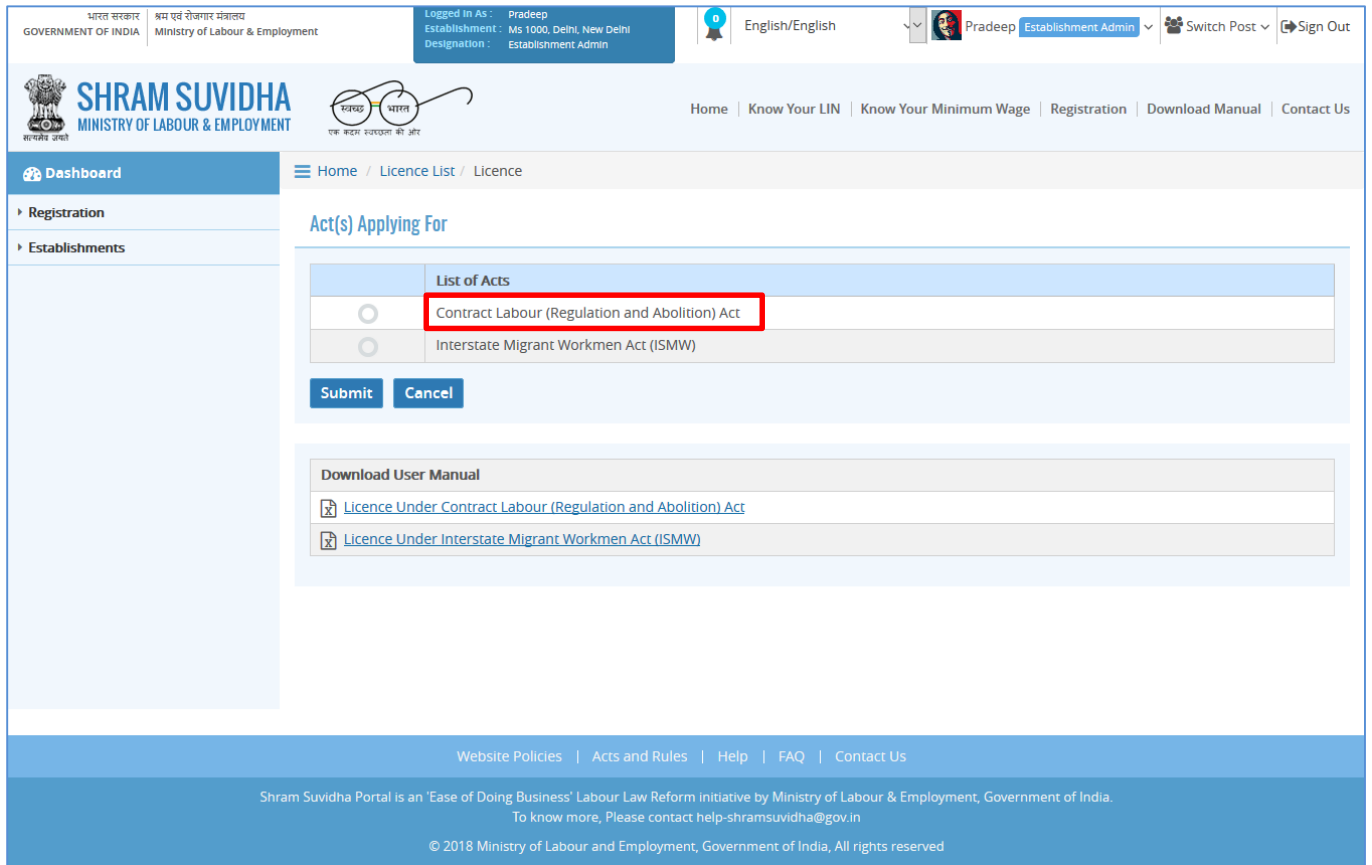 भारत सरकार
GOVERNMENT OF INDIA
श्रम एवं रोजगार मंत्रालय
Ministry of Labour & Employment
Logged In As : Pradeep
Establishment : Ms 1000, Delhi, New Delhi
Designation : Establishment Admin
0
English/English
Pradeep Establishment Admin
Switch Post
Sign Out
सत्यमेव जयते
SHRAM SUVIDHA
MINISTRY OF LABOUR & EMPLOYMENT
स्वच्छ भारत
एक कदम स्वच्छता की ओर
Home | Know Your LIN | Know Your Minimum Wage | Registration | Download Manual | Contact Us
Dashboard
Registration
Establishments
Home / Licence List / Licence
Act(s) Applying For
List of Acts
Contract Labour (Regulation and Abolition) Act
Interstate Migrant Workmen Act (ISMW)
Submit Cancel
Download User Manual
Licence Under Contract Labour (Regulation and Abolition) Act
Licence Under Interstate Migrant Workmen Act (ISMW)
Website Policies | Acts and Rules | Help | FAQ | Contact Us
Shram Suvidha Portal is an 'Ease of Doing Business' Labour Law Reform initiative by Ministry of Labour & Employment, Government of India.
To know more, Please contact help-shramsuvidha@gov.in
© 2018 Ministry of Labour and Employment, Government of India, All rights reserved